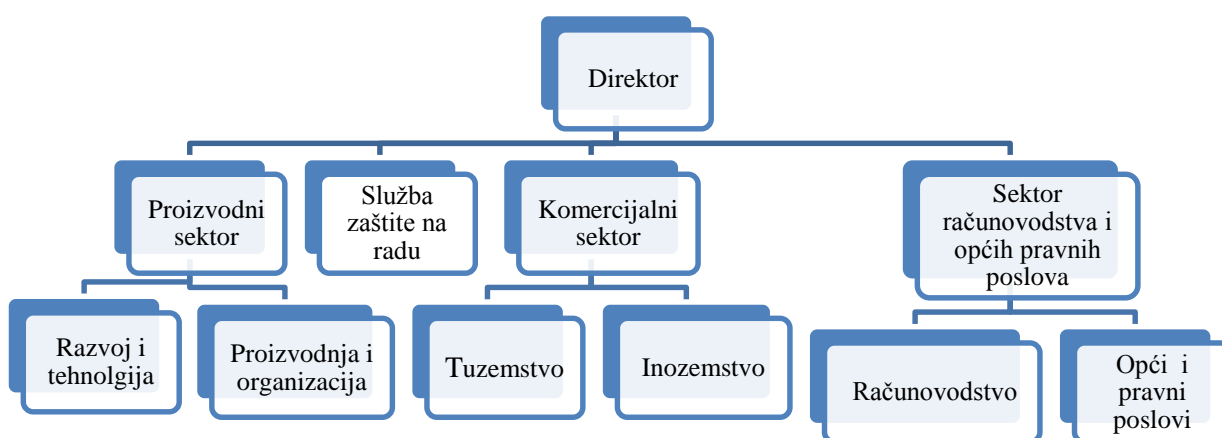 Direktor
Proizvodni
sektor
Služba
zaštite na
radu
Komercijalni
sektor
Sektor
računovodstva i
općih pravnih
poslova
Razvoj i
tehnolgija
Proizvodnja i
organizacija
Tuzemstvo
Inozemstvo
Računovodstvo
Opći i
pravni
poslovi